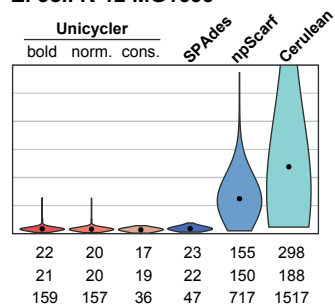 E. coli K-12 MG1655
Unicycler
bold norm. cons. SPAdes npScarf Cerulean
22 20 17 23 155 298
21 20 19 22 150 188
159 157 36 47 717 1517